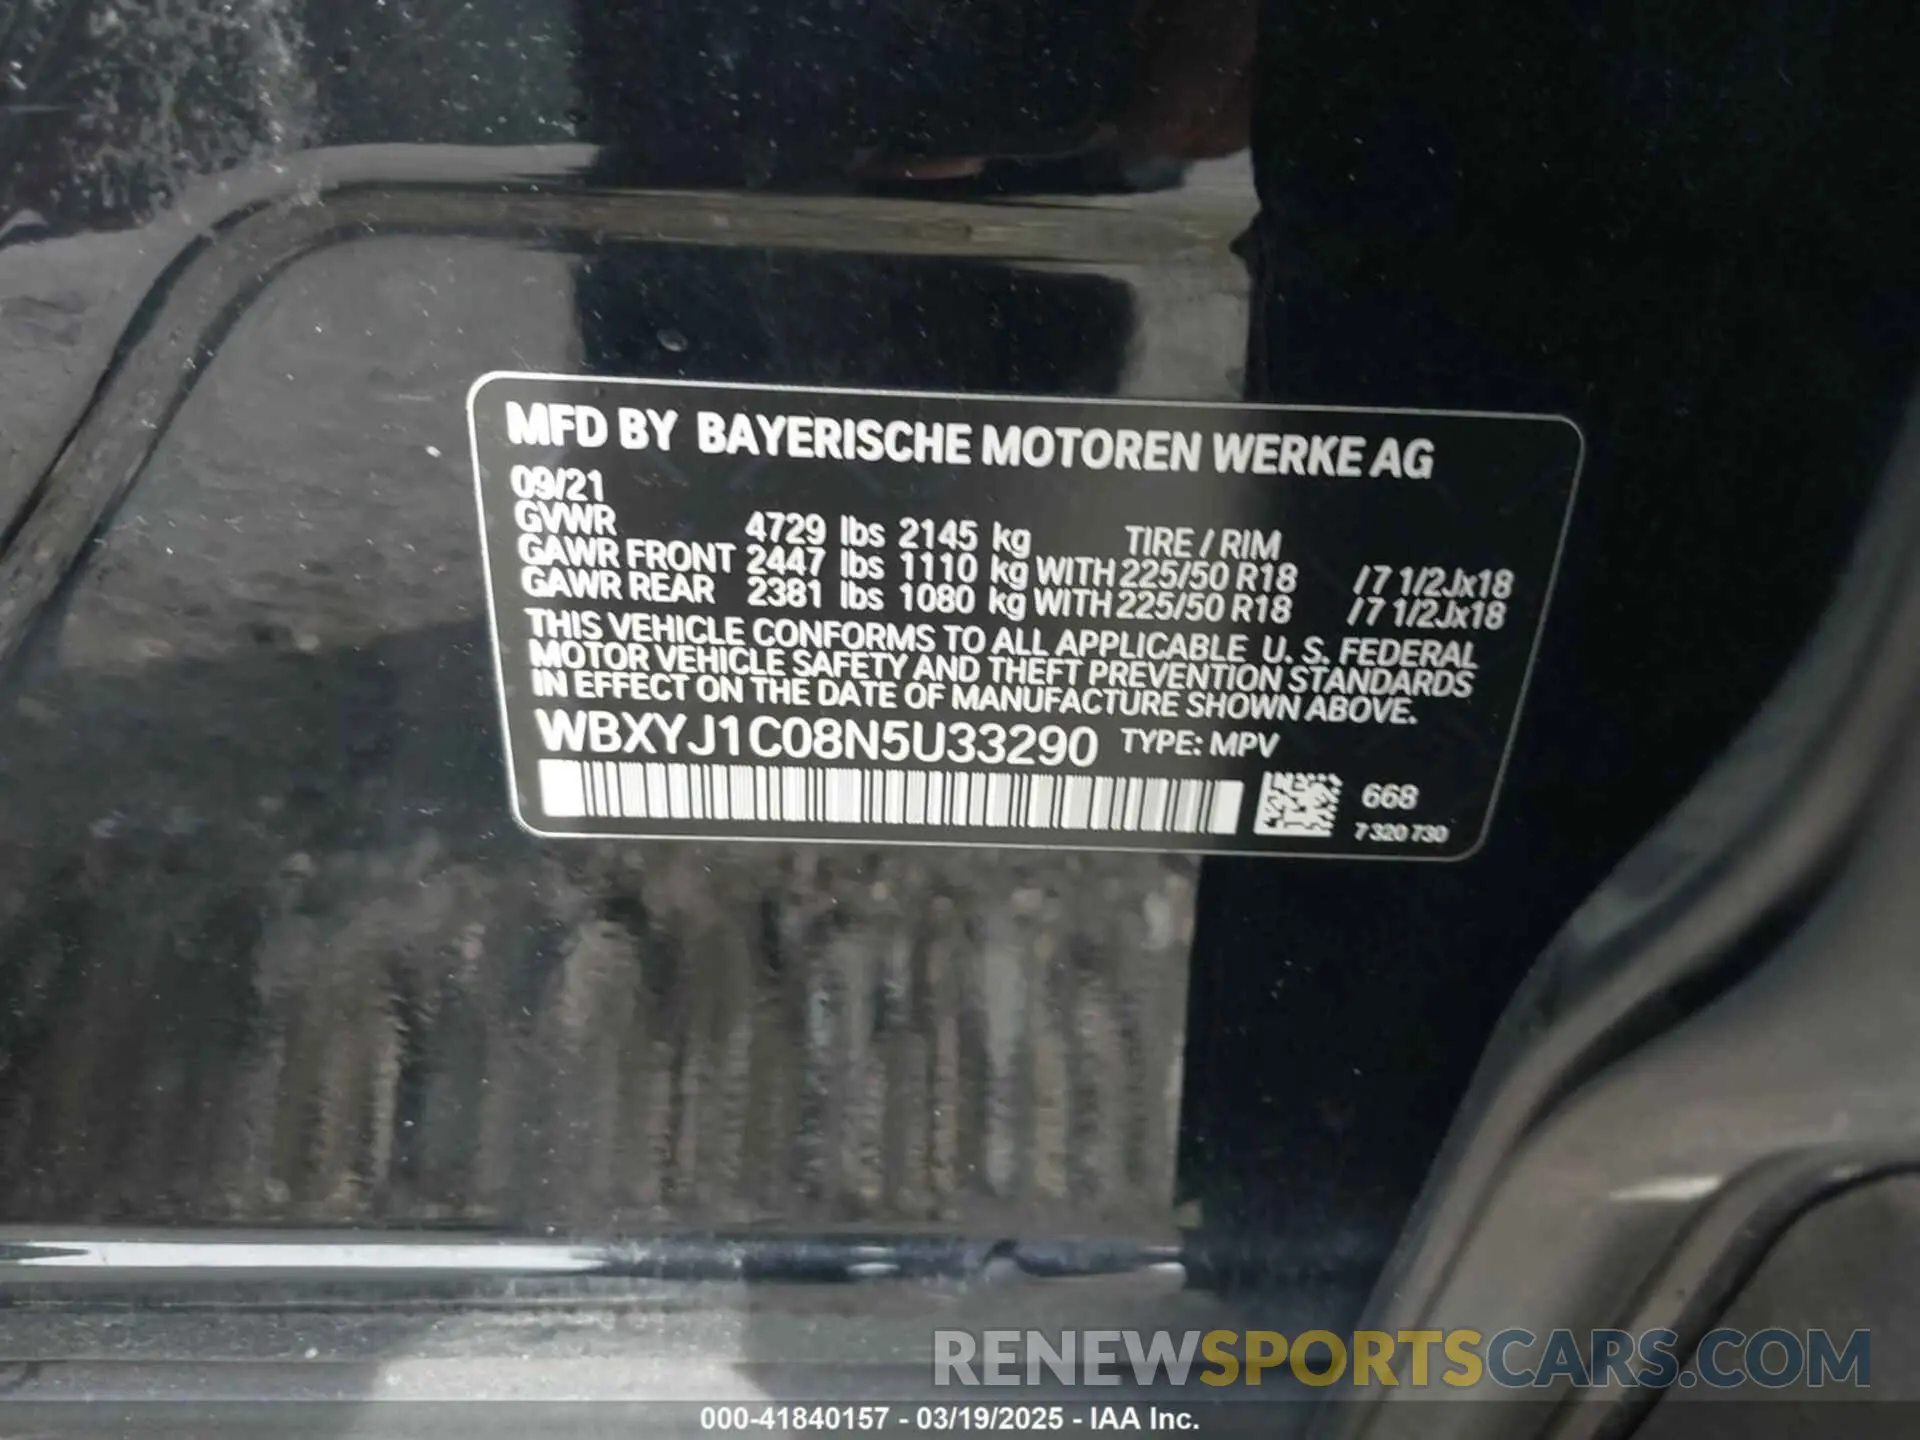 MFD BY BAYERISCHE MOTOREN WERKE AG
09/21
GVWR 4729 lbs 2145 kg TIRE / RIM
GAWR FRONT 2447 lbs 1110 kg WITH 225/50 R18 /7 1/2Jx18
GAWR REAR 2381 lbs 1080 kg WITH 225/50 R18 /7 1/2Jx18
THIS VEHICLE CONFORMS TO ALL APPLICABLE U. S. FEDERAL
MOTOR VEHICLE SAFETY AND THEFT PREVENTION STANDARDS
IN EFFECT ON THE DATE OF MANUFACTURE SHOWN ABOVE.
WBXYJ1C08N5U33290 TYPE: MPV
668
7 320 730
RENEWSPORTSCARS.COM
000-41840157 - 03/19/2025 - IAA Inc.